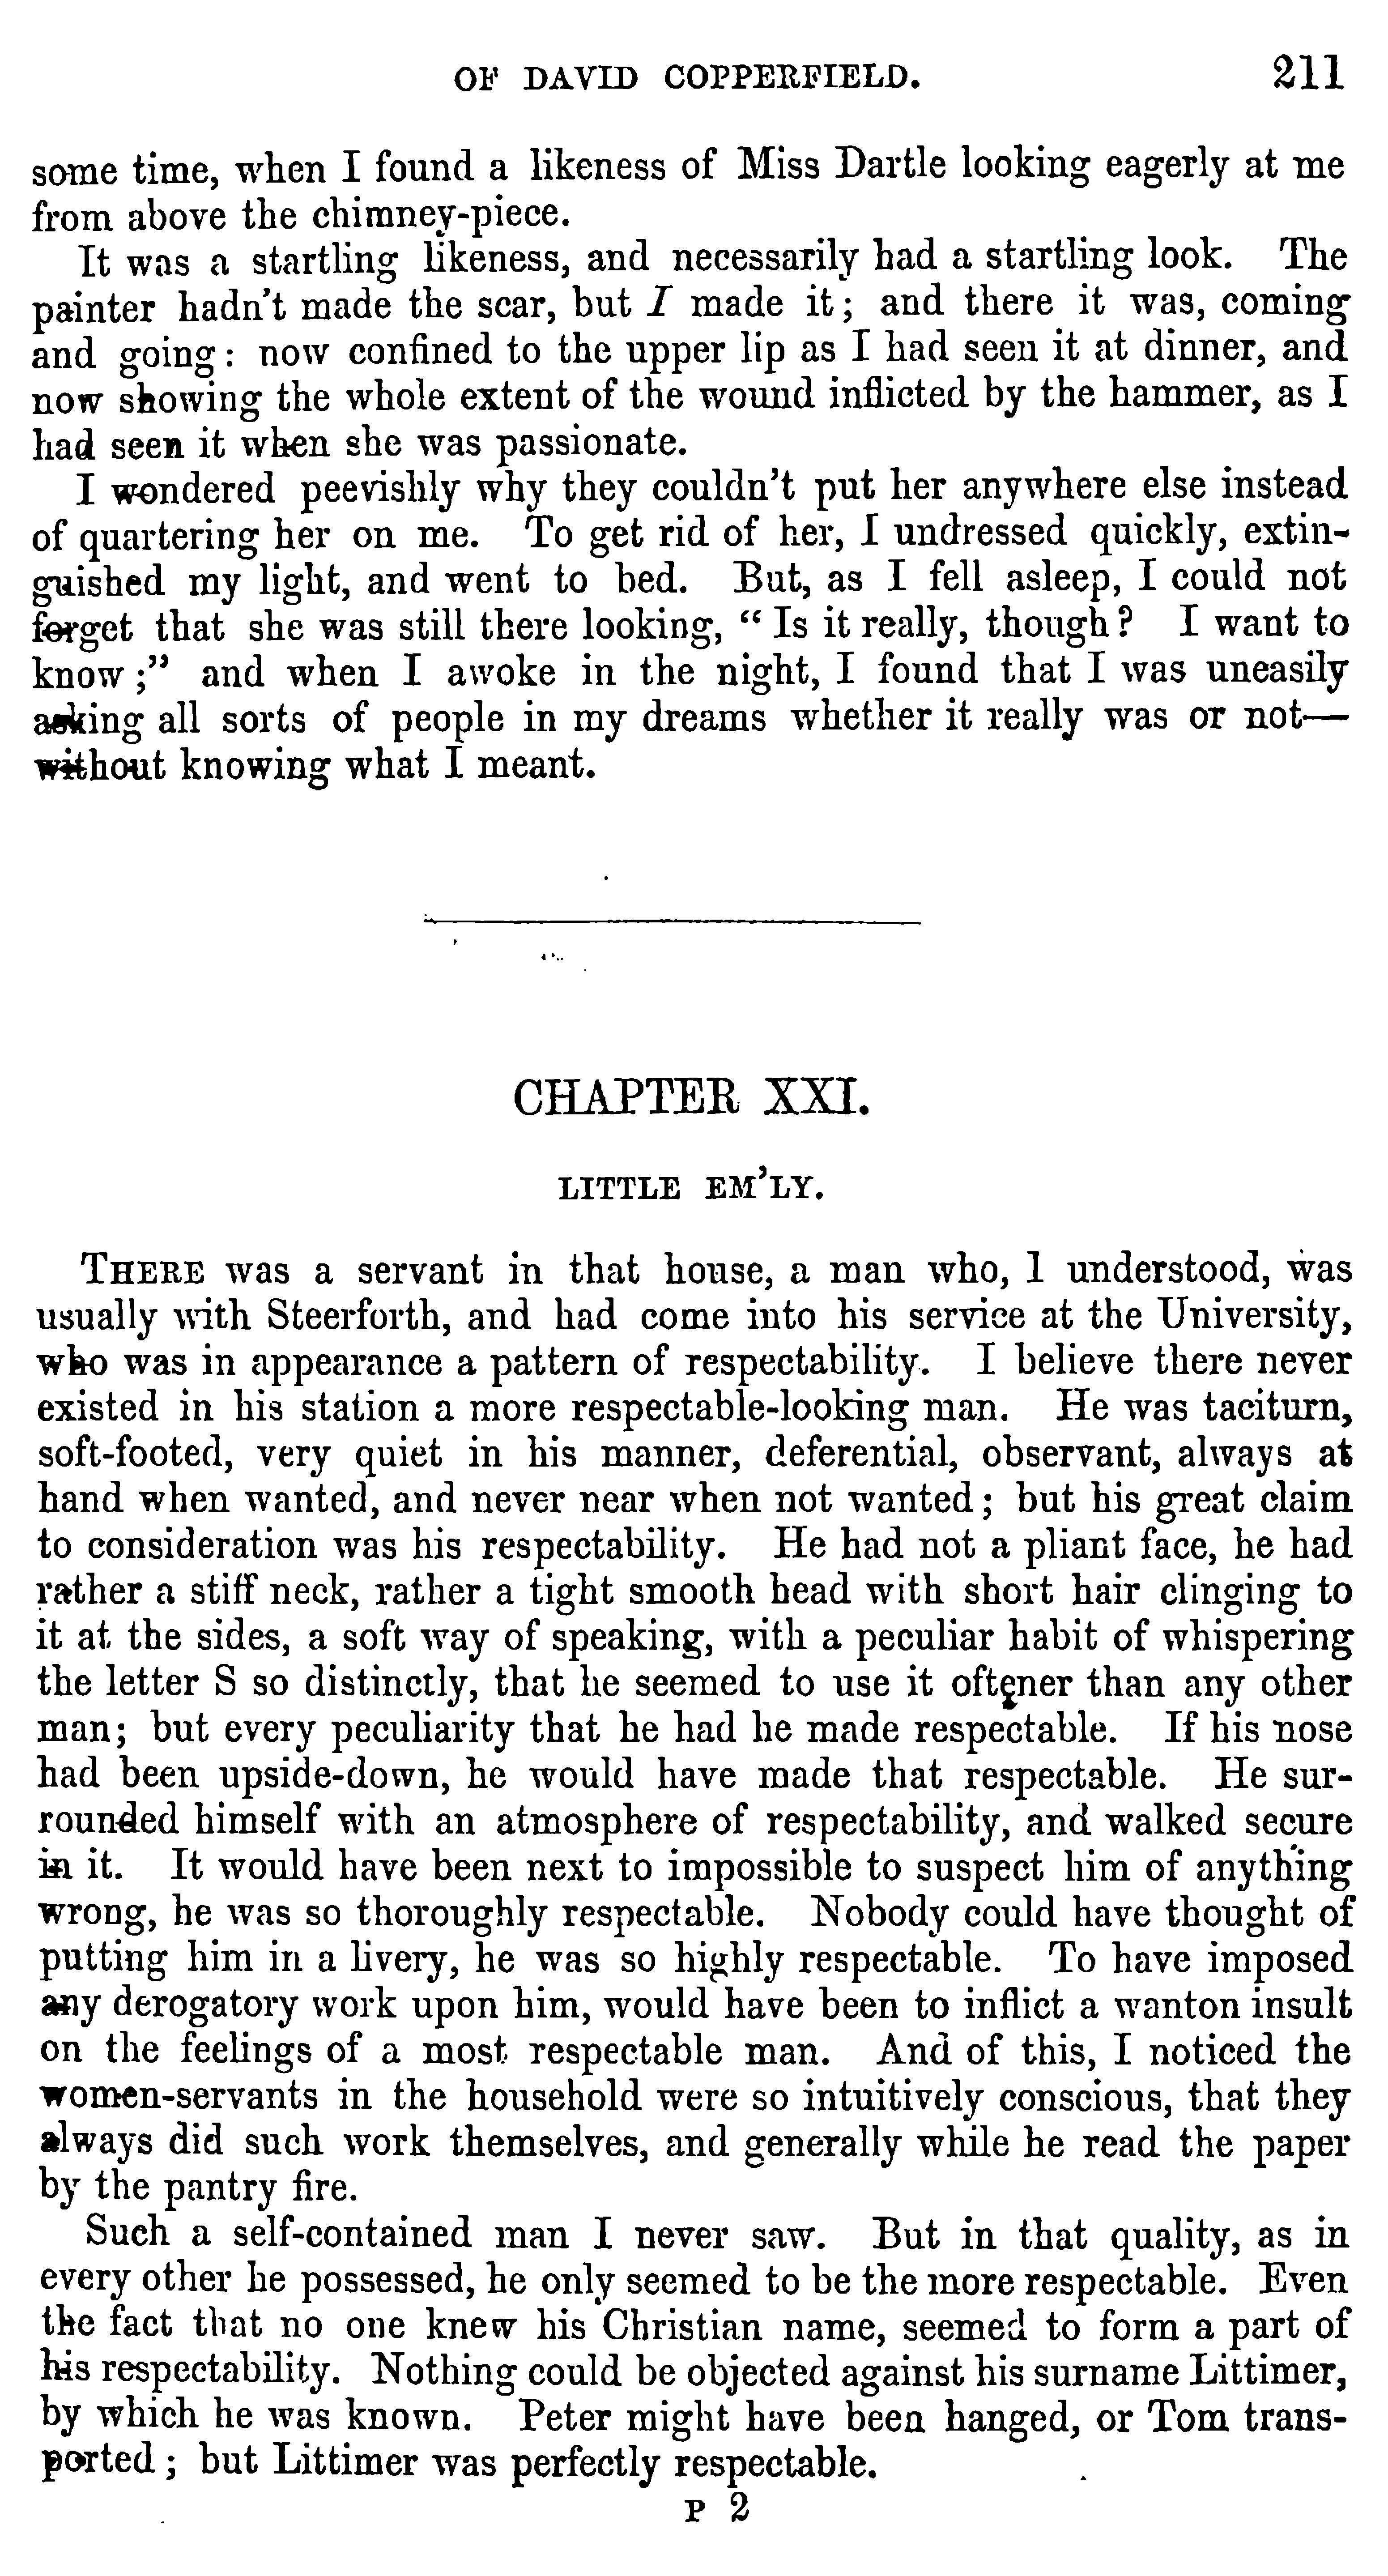 OF DAVID COPPERFIELD. 211
some time, when I found a likeness of Miss Dartle looking eagerly at me
from above the chimney-piece.
It was a startling likeness, and necessarily had a startling look. The
painter hadn't made the scar, but I made it; and there it was, coming
and going: now confined to the upper lip as I had seen it at dinner, and
now showing the whole extent of the wound inflicted by the hammer, as I
had seen it when she was passionate.
I wondered peevishly why they couldn't put her anywhere else instead
of quartering her on me. To get rid of her, I undressed quickly, extin-
guished my light, and went to bed. But, as I fell asleep, I could not
forget that she was still there looking, "Is it really, though? I want to
know;" and when I awoke in the night, I found that I was uneasily
asking all sorts of people in my dreams whether it really was or not—
without knowing what I meant.
CHAPTER XXI.
LITTLE EM'LY.
THERE was a servant in that house, a man who, I understood, was
usually with Steerforth, and had come into his service at the University,
who was in appearance a pattern of respectability. I believe there never
existed in his station a more respectable-looking man. He was taciturn,
soft-footed, very quiet in his manner, deferential, observant, always at
hand when wanted, and never near when not wanted; but his great claim
to consideration was his respectability. He had not a pliant face, he had
rather a stiff neck, rather a tight smooth head with short hair clinging to
it at the sides, a soft way of speaking, with a peculiar habit of whispering
the letter S so distinctly, that he seemed to use it oftener than any other
man; but every peculiarity that he had he made respectable. If his nose
had been upside-down, he would have made that respectable. He sur-
rounded himself with an atmosphere of respectability, and walked secure
in it. It would have been next to impossible to suspect him of anything
wrong, he was so thoroughly respectable. Nobody could have thought of
putting him in a livery, he was so highly respectable. To have imposed
any derogatory work upon him, would have been to inflict a wanton insult
on the feelings of a most respectable man. And of this, I noticed the
women-servants in the household were so intuitively conscious, that they
always did such work themselves, and generally while he read the paper
by the pantry fire.
Such a self-contained man I never saw. But in that quality, as in
every other he possessed, he only seemed to be the more respectable. Even
the fact that no one knew his Christian name, seemed to form a part of
his respectability. Nothing could be objected against his surname Littimer,
by which he was known. Peter might have been hanged, or Tom trans-
ported; but Littimer was perfectly respectable.
P 2